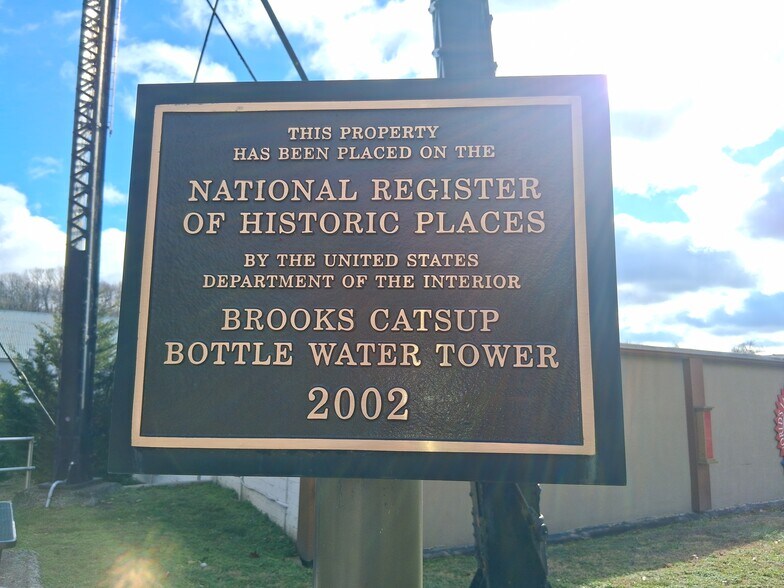 THIS PROPERTY
HAS BEEN PLACED ON THE
NATIONAL REGISTER
OF HISTORIC PLACES
BY THE UNITED STATES
DEPARTMENT OF THE INTERIOR
BROOKS CATSUP
BOTTLE WATER TOWER
2002